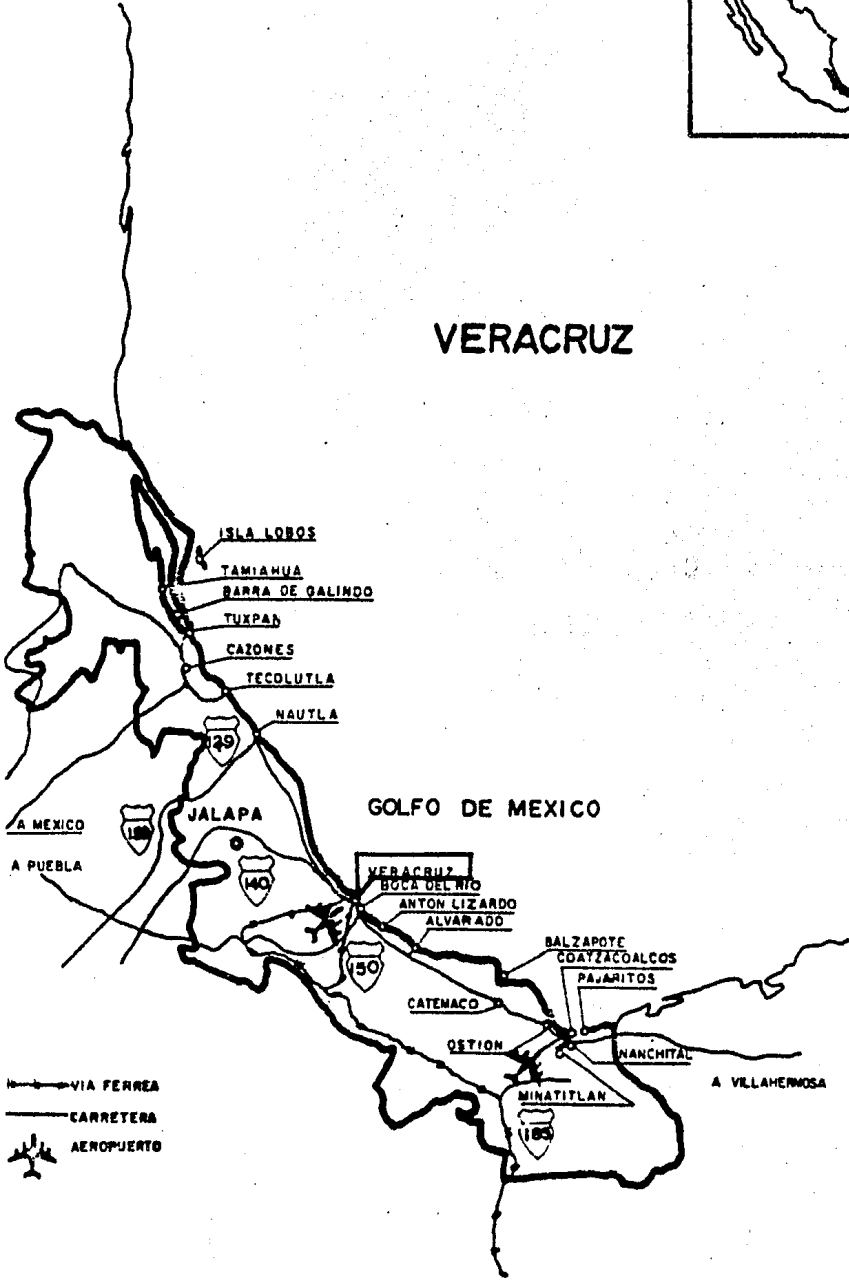 VERACRUZ
ISLA LOBOS
TAMIAHUA
BARRA DE GALINDO
TUXPAN
CAZONES
TECOLUTLA
NAUTLA
129
GOLFO DE MEXICO
JALAPA
A MEXICO
A PUEBLA
140
VERACRUZ
BOCA DEL RIO
ANTON LIZARDO
ALVARADO
150
BALZAPOTE
COATZACOALCOS
PAJARITOS
CATEMACO
OSTION
NANCHITAL
A VILLAHERMOSA
MINATITLAN
185
VIA FERREA
CARRETERA
AEROPUERTO